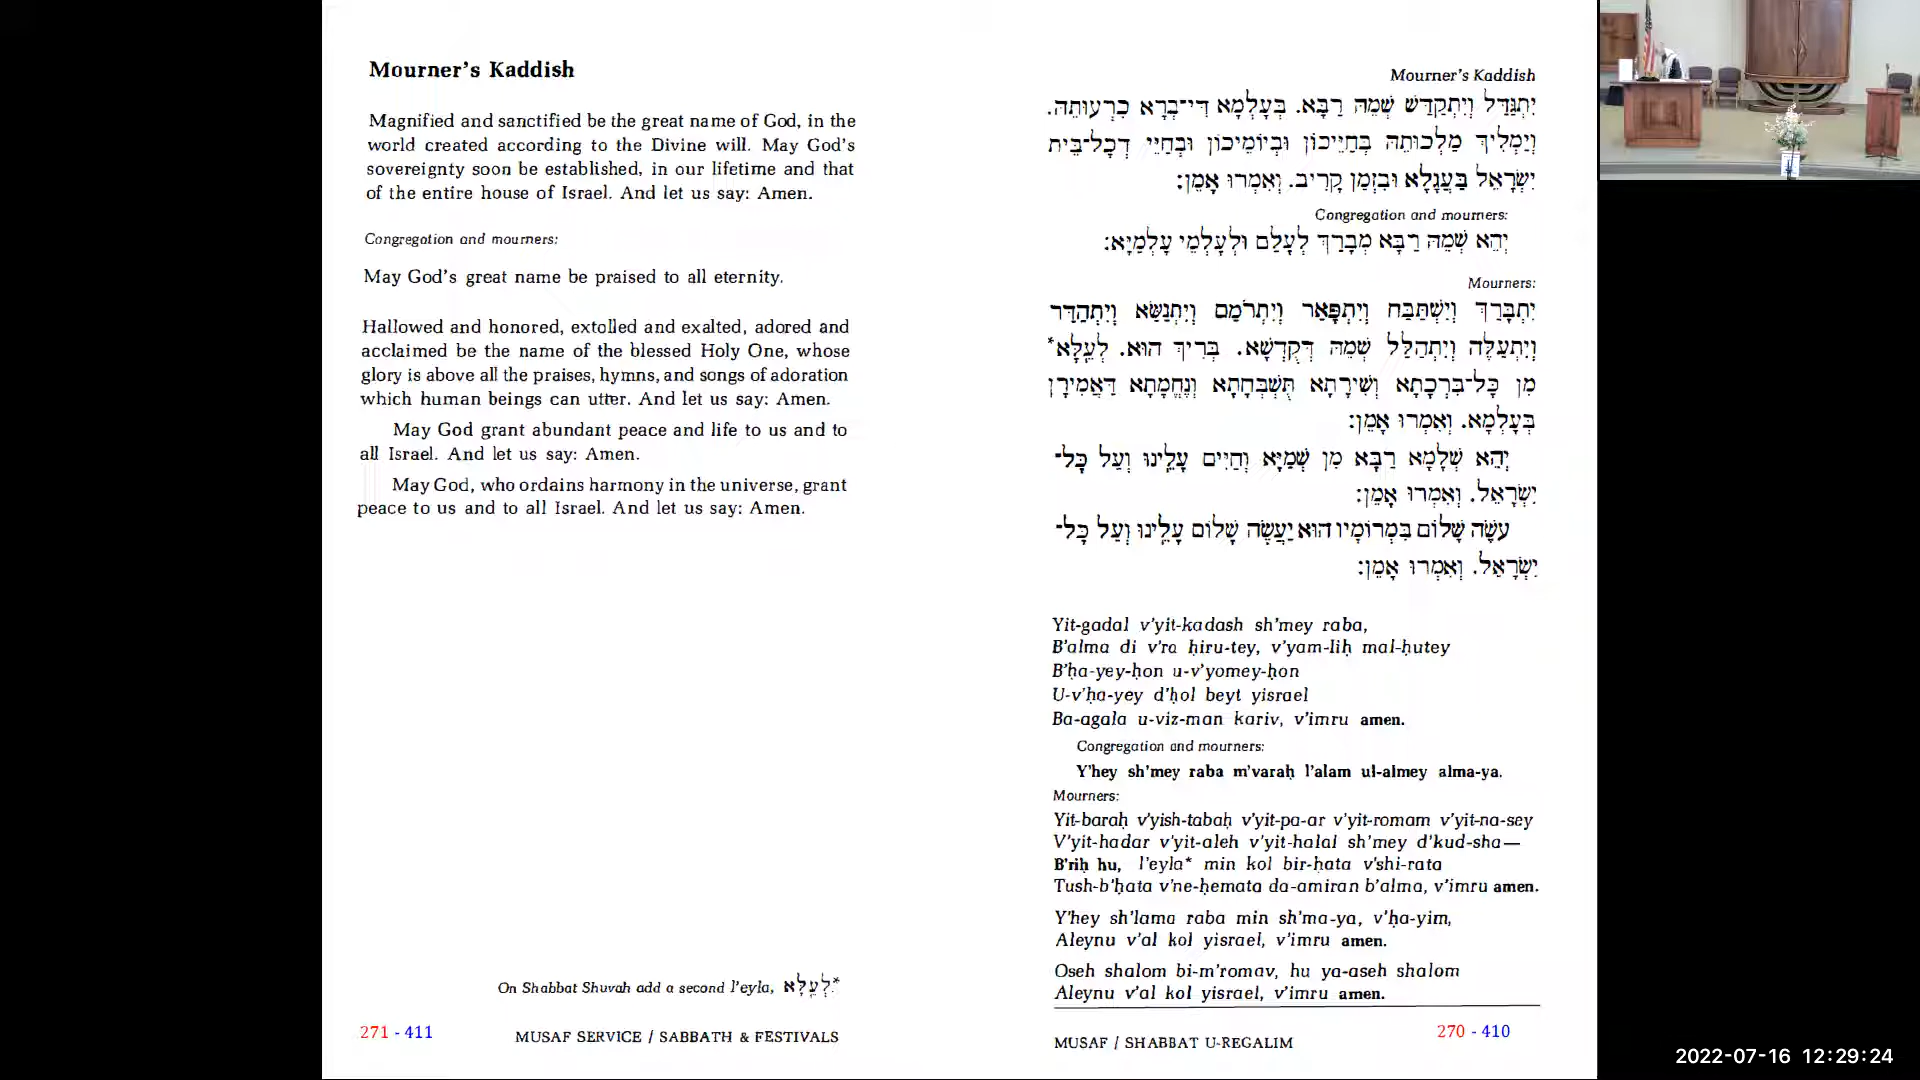 Mourner's Kaddish
Magnified and sanctified be the great name of God, in the
world created according to the Divine will. May God's
sovereignty soon be established, in our lifetime and that
of the entire house of Israel. And let us say: Amen.
Congregation and mourners:
May God's great name be praised to all eternity.
Hallowed and honored, extolled and exalted, adored and
acclaimed be the name of the blessed Holy One, whose
glory is above all the praises, hymns, and songs of adoration
which human beings can utter. And let us say: Amen.
May God grant abundant peace and life to us and to
all Israel. And let us say: Amen.
May God, who ordains harmony in the universe, grant
peace to us and to all Israel. And let us say: Amen.
On Shabbat Shuvah add a second l'eyla, לְעֵלָּא*
271 - 411
MUSAF SERVICE / SABBATH & FESTIVALS
Mourner's Kaddish
יִתְגַּדַּל וְיִתְקַדַּשׁ שְׁמֵהּ רַבָּא. בְּעָלְמָא דִּי־בְרָא כִרְעוּתֵהּ.
וְיַמְלִיךְ מַלְכוּתֵהּ בְּחַיֵּיכוֹן וּבְיוֹמֵיכוֹן וּבְחַיֵּי דְכָל־בֵּית
יִשְׂרָאֵל בַּעֲגָלָא וּבִזְמַן קָרִיב. וְאִמְרוּ אָמֵן:
Congregation and mourners:
יְהֵא שְׁמֵהּ רַבָּא מְבָרַךְ לְעָלַם וּלְעָלְמֵי עָלְמַיָּא:
Mourners:
יִתְבָּרַךְ וְיִשְׁתַּבַּח וְיִתְפָּאַר וְיִתְרֹמַם וְיִתְנַשֵּׂא וְיִתְהַדַּר
וְיִתְעַלֶּה וְיִתְהַלַּל שְׁמֵהּ דְּקֻדְשָׁא. בְּרִיךְ הוּא. לְעֵלָּא*
מִן כָּל־בִּרְכָתָא וְשִׁירָתָא תֻּשְׁבְּחָתָא וְנֶחֱמָתָא דַּאֲמִירָן
בְּעָלְמָא. וְאִמְרוּ אָמֵן:
יְהֵא שְׁלָמָא רַבָּא מִן שְׁמַיָּא וְחַיִּים עָלֵינוּ וְעַל כָּל־
יִשְׂרָאֵל. וְאִמְרוּ אָמֵן:
עֹשֶׂה שָׁלוֹם בִּמְרוֹמָיו הוּא יַעֲשֶׂה שָׁלוֹם עָלֵינוּ וְעַל כָּל־
יִשְׂרָאֵל. וְאִמְרוּ אָמֵן:
Yit-gadal v'yit-kadash sh'mey raba,
B'alma di v'ra ḥiru-tey, v'yam-liḥ mal-ḥutey
B'ḥa-yey-ḥon u-v'yomey-ḥon
U-v'ḥa-yey d'ḥol beyt yisrael
Ba-agala u-viz-man kariv, v'imru amen.
Congregation and mourners:
Y'hey sh'mey raba m'varaḥ l'alam ul-almey alma-ya.
Mourners:
Yit-baraḥ v'yish-tabaḥ v'yit-pa-ar v'yit-romam v'yit-na-sey
V'yit-hadar v'yit-aleh v'yit-halal sh'mey d'kud-sha—
B'riḥ hu, l'eyla* min kol bir-ḥata v'shi-rata
Tush-b'ḥata v'ne-ḥemata da-amiran b'alma, v'imru amen.
Y'hey sh'lama raba min sh'ma-ya, v'ḥa-yim,
Aleynu v'al kol yisrael, v'imru amen.
Oseh shalom bi-m'romav, hu ya-aseh shalom
Aleynu v'al kol yisrael, v'imru amen.
270 - 410
MUSAF / SHABBAT U-REGALIM
2022-07-16 12:29:24